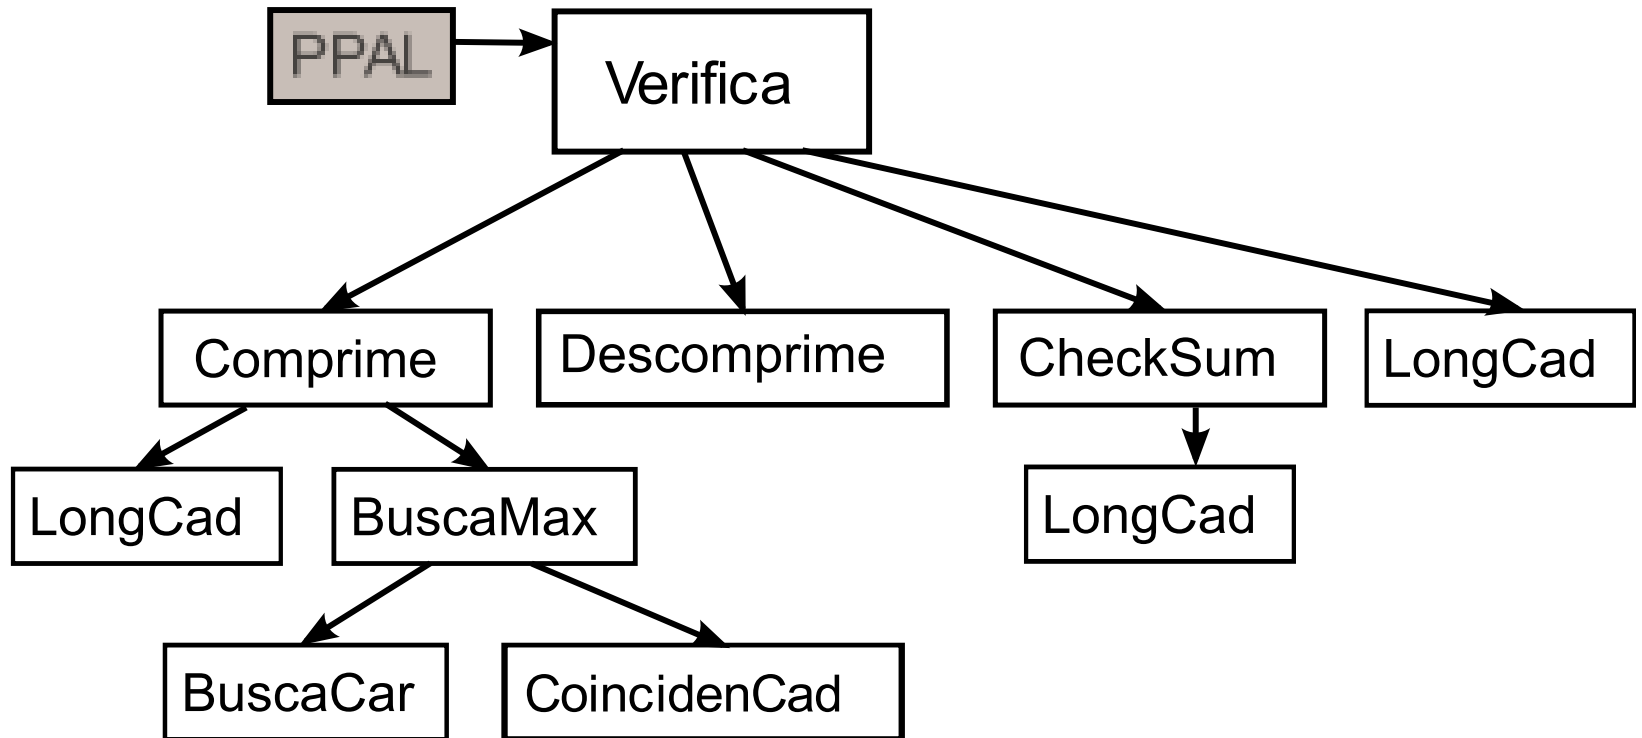 PPAL
Verifica
Comprime
Descomprime
CheckSum
LongCad
LongCad
BuscaMax
LongCad
BuscaCar
CoincidenCad